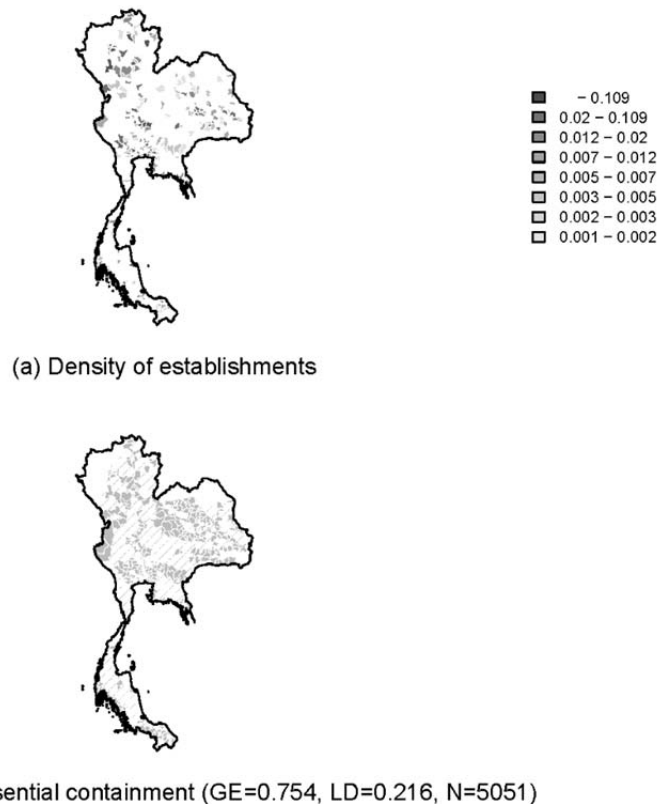 − 0.109
0.02 − 0.109
0.012 − 0.02
0.007 − 0.012
0.005 − 0.007
0.003 − 0.005
0.002 − 0.003
0.001 − 0.002
(a) Density of establishments
sential containment (GE=0.754, LD=0.216, N=5051)